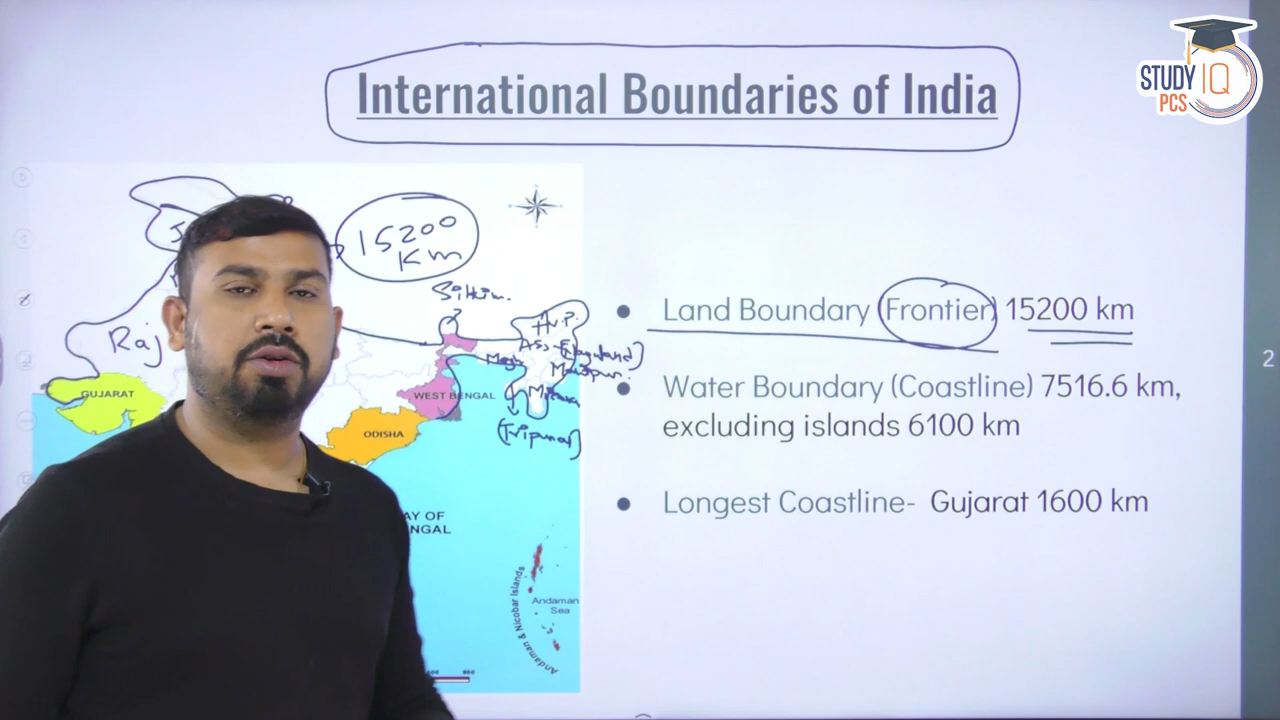 STUDY IQ
PCS
International Boundaries of India
15200
Km
Sikkim.
Raj
GUJARAT
WEST BENGAL
ODISHA
(Tripura)
AY OF
NGAL
Andaman & Nicobar Islands
Andaman
Sea
• Land Boundary (Frontier) 15200 km
• Water Boundary (Coastline) 7516.6 km,
excluding islands 6100 km
• Longest Coastline- Gujarat 1600 km
2